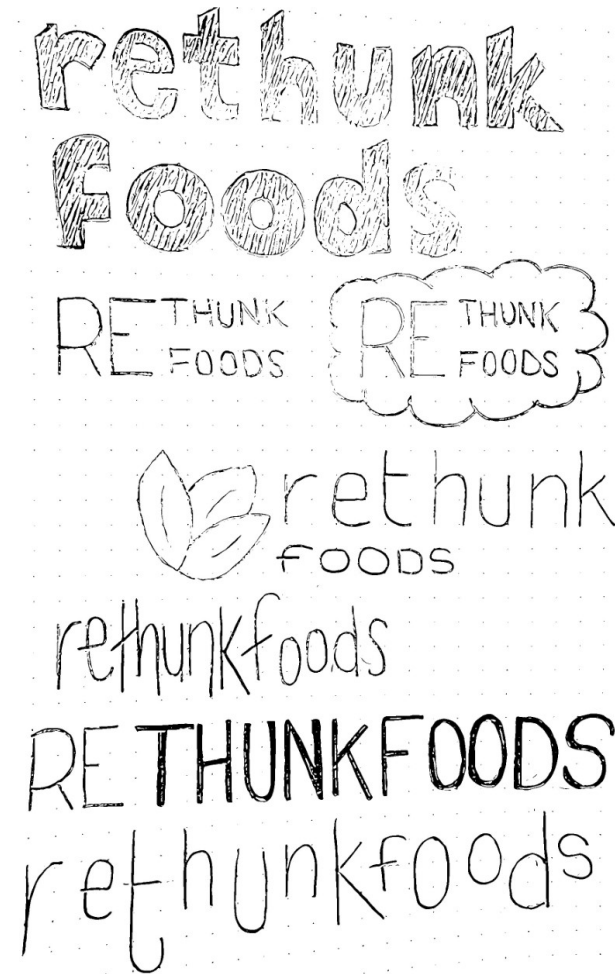 rethunk
foods
RE THUNK FOODS
RE THUNK FOODS
rethunk
FOODS
rethunkfoods
RETHUNKFOODS
rethunkfoods